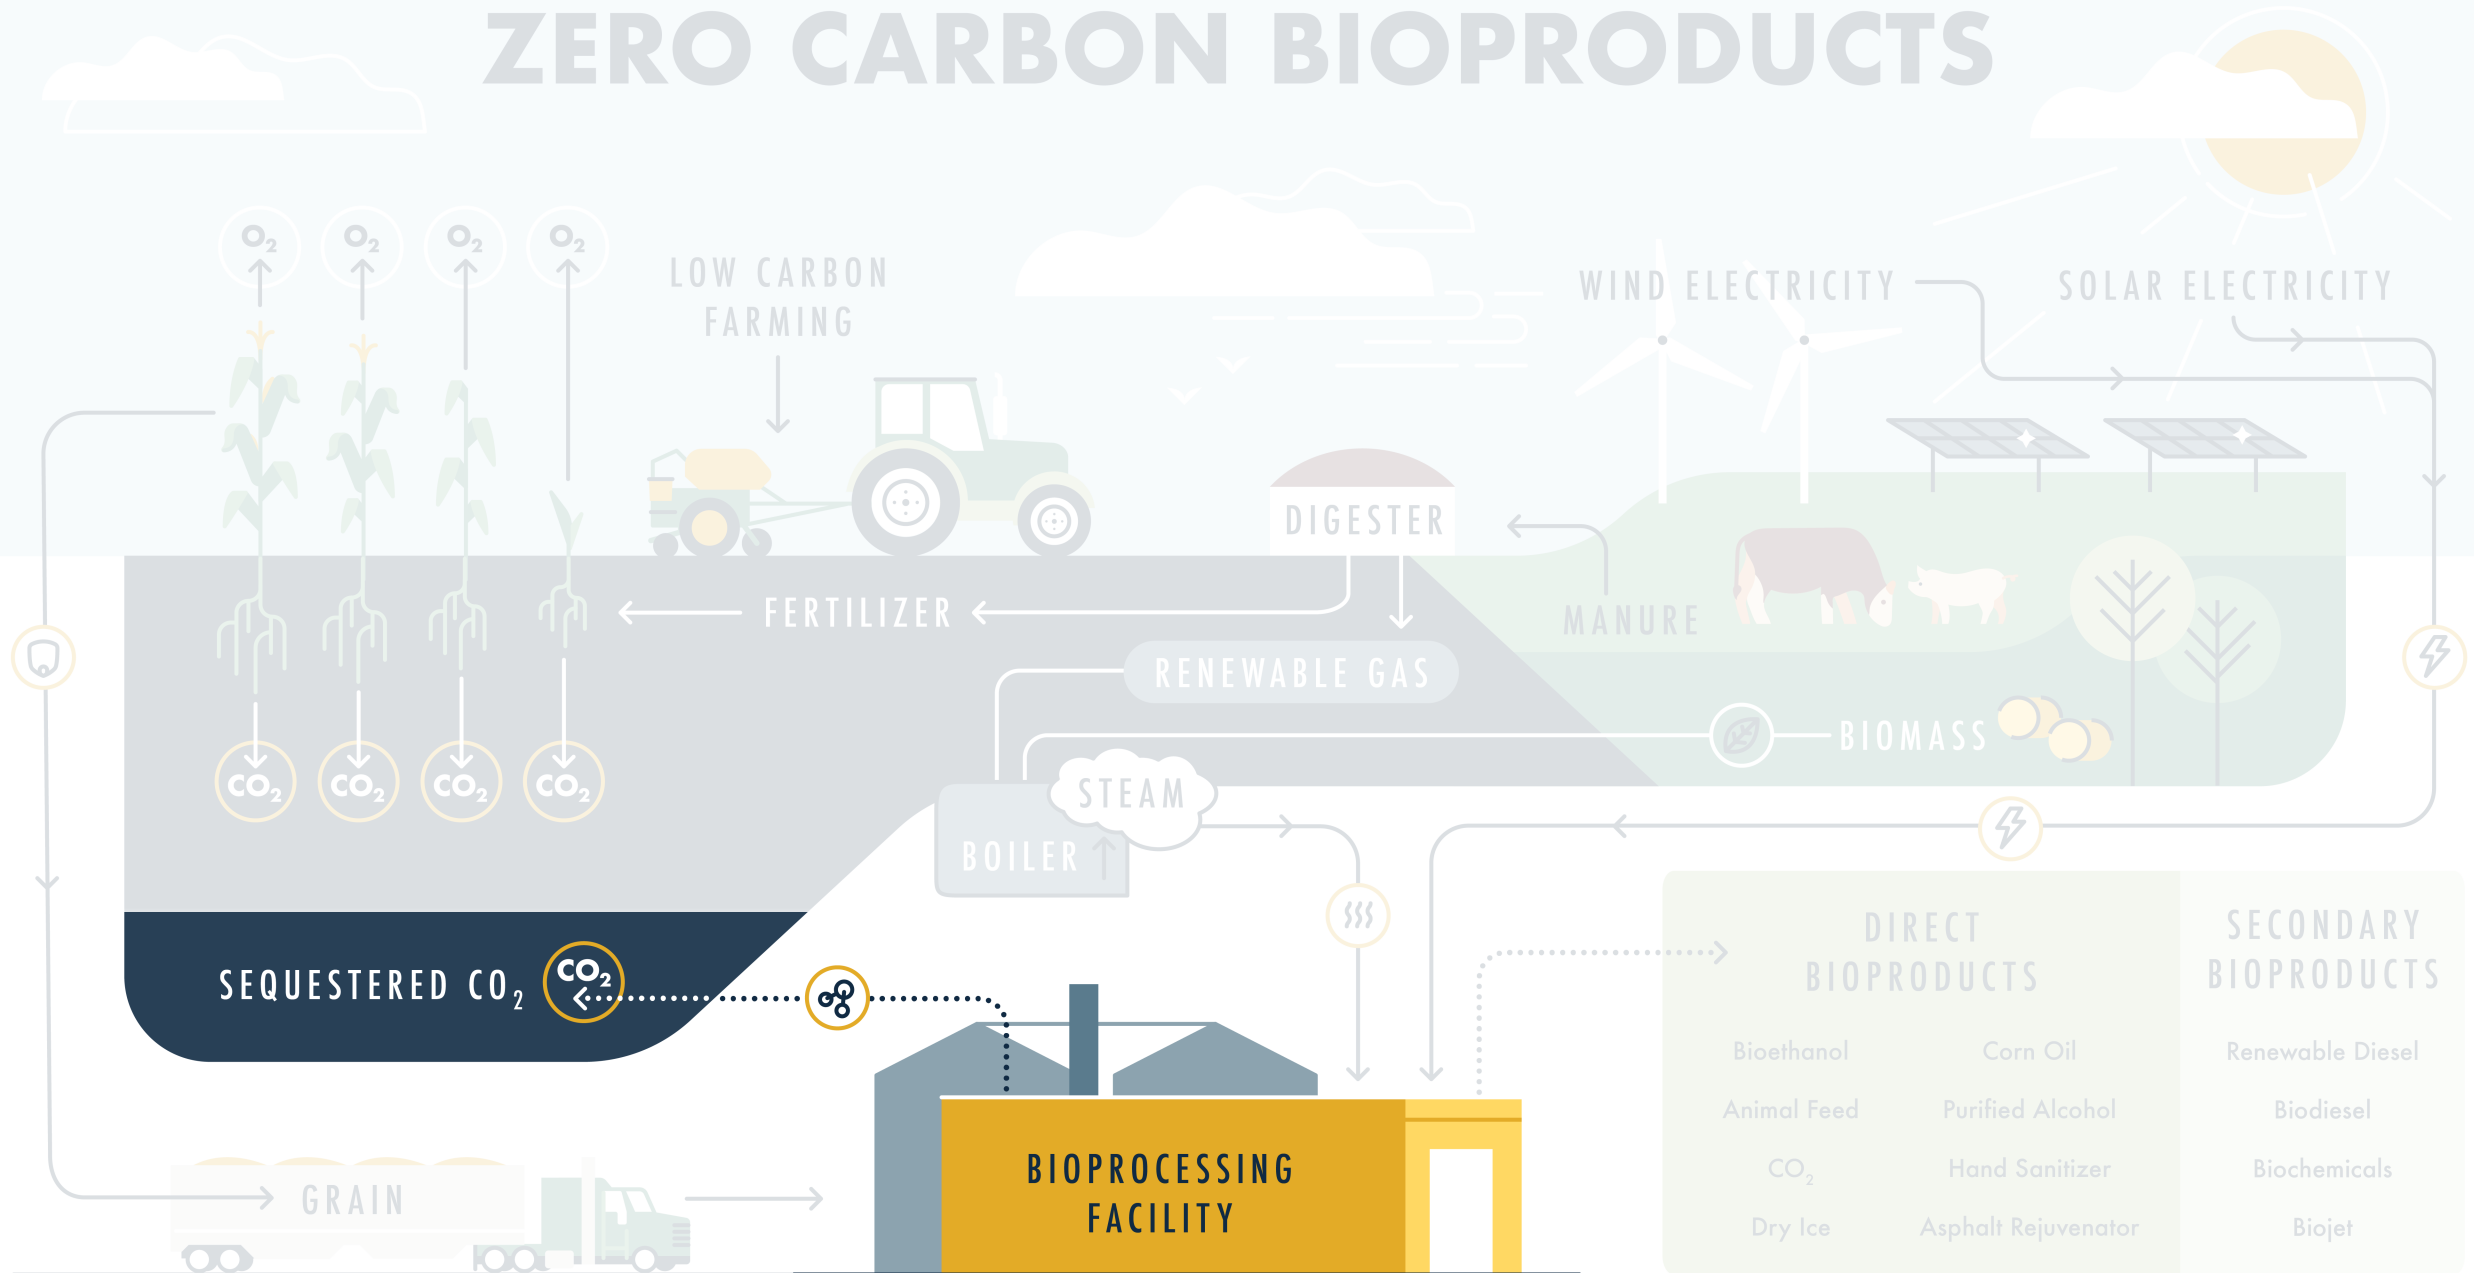 ZERO CARBON BIOPRODUCTS
O2 O2 O2 O2
LOW CARBON
FARMING
WIND ELECTRICITY
SOLAR ELECTRICITY
DIGESTER
FERTILIZER
MANURE
RENEWABLE GAS
BIOMASS
CO2 CO2 CO2 CO2
STEAM
BOILER
SEQUESTERED CO2
CO2
BIOPROCESSING
FACILITY
GRAIN
DIRECT
BIOPRODUCTS
Bioethanol
Corn Oil
Animal Feed
Purified Alcohol
CO2
Hand Sanitizer
Dry Ice
Asphalt Rejuvenator
SECONDARY
BIOPRODUCTS
Renewable Diesel
Biodiesel
Biochemicals
Biojet